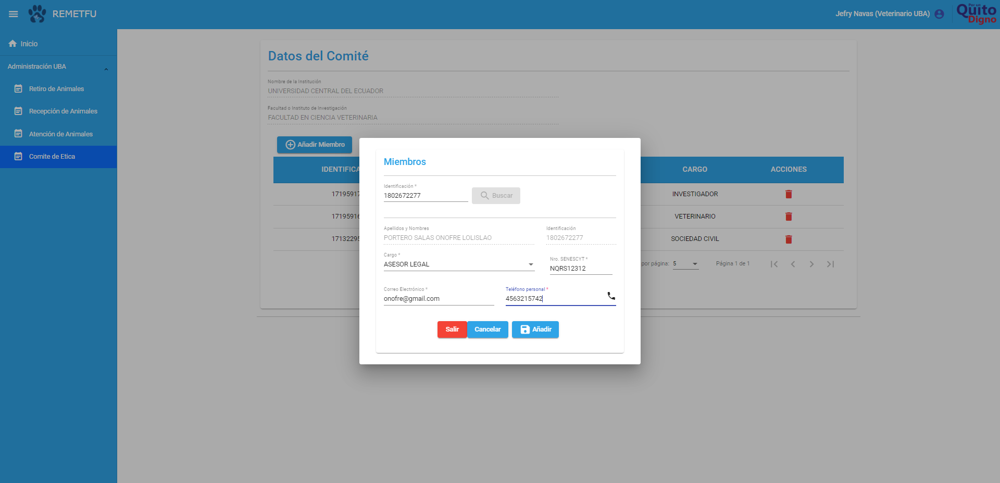 REMETFU
Jefry Navas (Veterinario UBA)
Por un
Quito
Digno
Inicio
Administración UBA
Retiro de Animales
Recepción de Animales
Atención de Animales
Comite de Etica
Datos del Comité
Nombre de la Institución
UNIVERSIDAD CENTRAL DEL ECUADOR
Facultad o Instituto de Investigación
FACULTAD EN CIENCIA VETERINARIA
Añadir Miembro
IDENTIFICA CARGO ACCIONES
1719591 INVESTIGADOR
1719591 VETERINARIO
1713229 SOCIEDAD CIVIL
por página: 5 Página 1 de 1
Miembros
Identificación *
1802672277
Buscar
Apellidos y Nombres Identificación
PORTERO SALAS ONOFRE LOLISLAO 1802672277
Cargo * Nro. SENESCYT *
ASESOR LEGAL NQRS12312
Correo Electrónico * Teléfono personal *
onofre@gmail.com 4563215742
Salir Cancelar Añadir